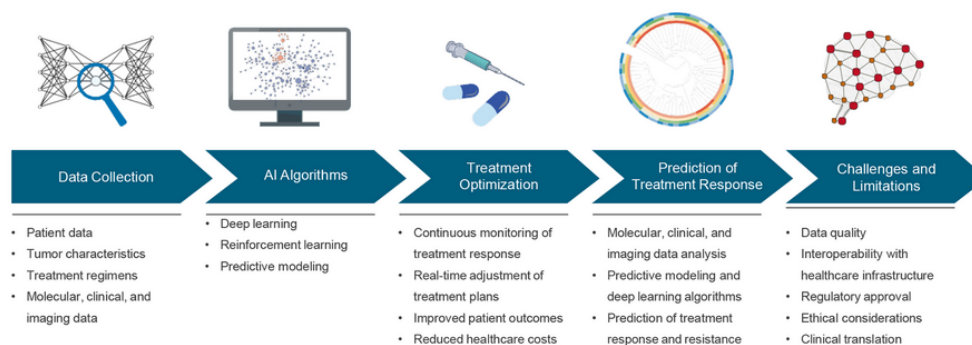 Data Collection
• Patient data
• Tumor characteristics
• Treatment regimens
• Molecular, clinical, and
imaging data
AI Algorithms
• Deep learning
• Reinforcement learning
• Predictive modeling
Treatment
Optimization
• Continuous monitoring of
treatment response
• Real-time adjustment of
treatment plans
• Improved patient outcomes
• Reduced healthcare costs
Prediction of
Treatment Response
• Molecular, clinical, and
imaging data analysis
• Predictive modeling and
deep learning algorithms
• Prediction of treatment
response and resistance
Challenges and
Limitations
• Data quality
• Interoperability with
healthcare infrastructure
• Regulatory approval
• Ethical considerations
• Clinical translation